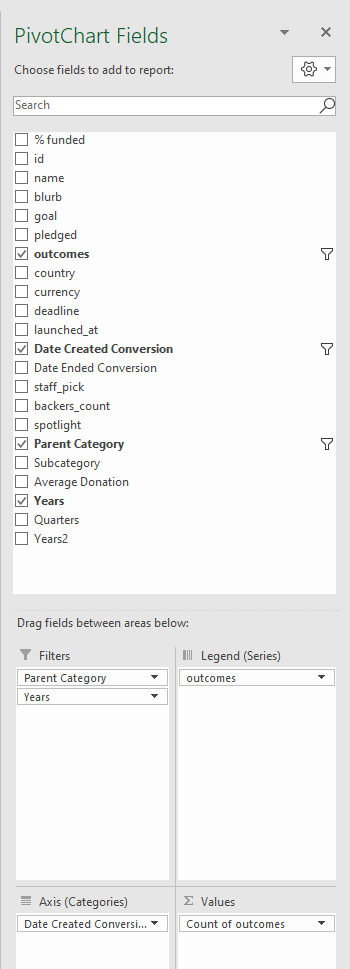 PivotChart Fields
Choose fields to add to report:
Search
% funded
id
name
blurb
goal
pledged
outcomes
country
currency
deadline
launched_at
Date Created Conversion
Date Ended Conversion
staff_pick
backers_count
spotlight
Parent Category
Subcategory
Average Donation
Years
Quarters
Years2
Drag fields between areas below:
Filters
Parent Category
Years
Legend (Series)
outcomes
Axis (Categories)
Date Created Conversi...
Values
Count of outcomes